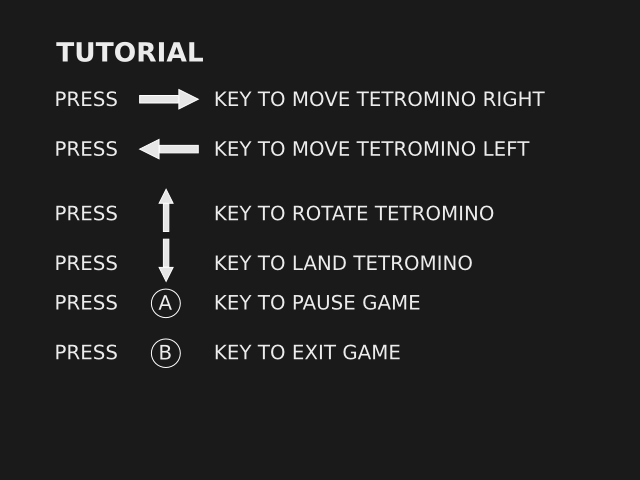 TUTORIAL
PRESS KEY TO MOVE TETROMINO RIGHT
PRESS KEY TO MOVE TETROMINO LEFT
PRESS KEY TO ROTATE TETROMINO
PRESS KEY TO LAND TETROMINO
PRESS A KEY TO PAUSE GAME
PRESS B KEY TO EXIT GAME